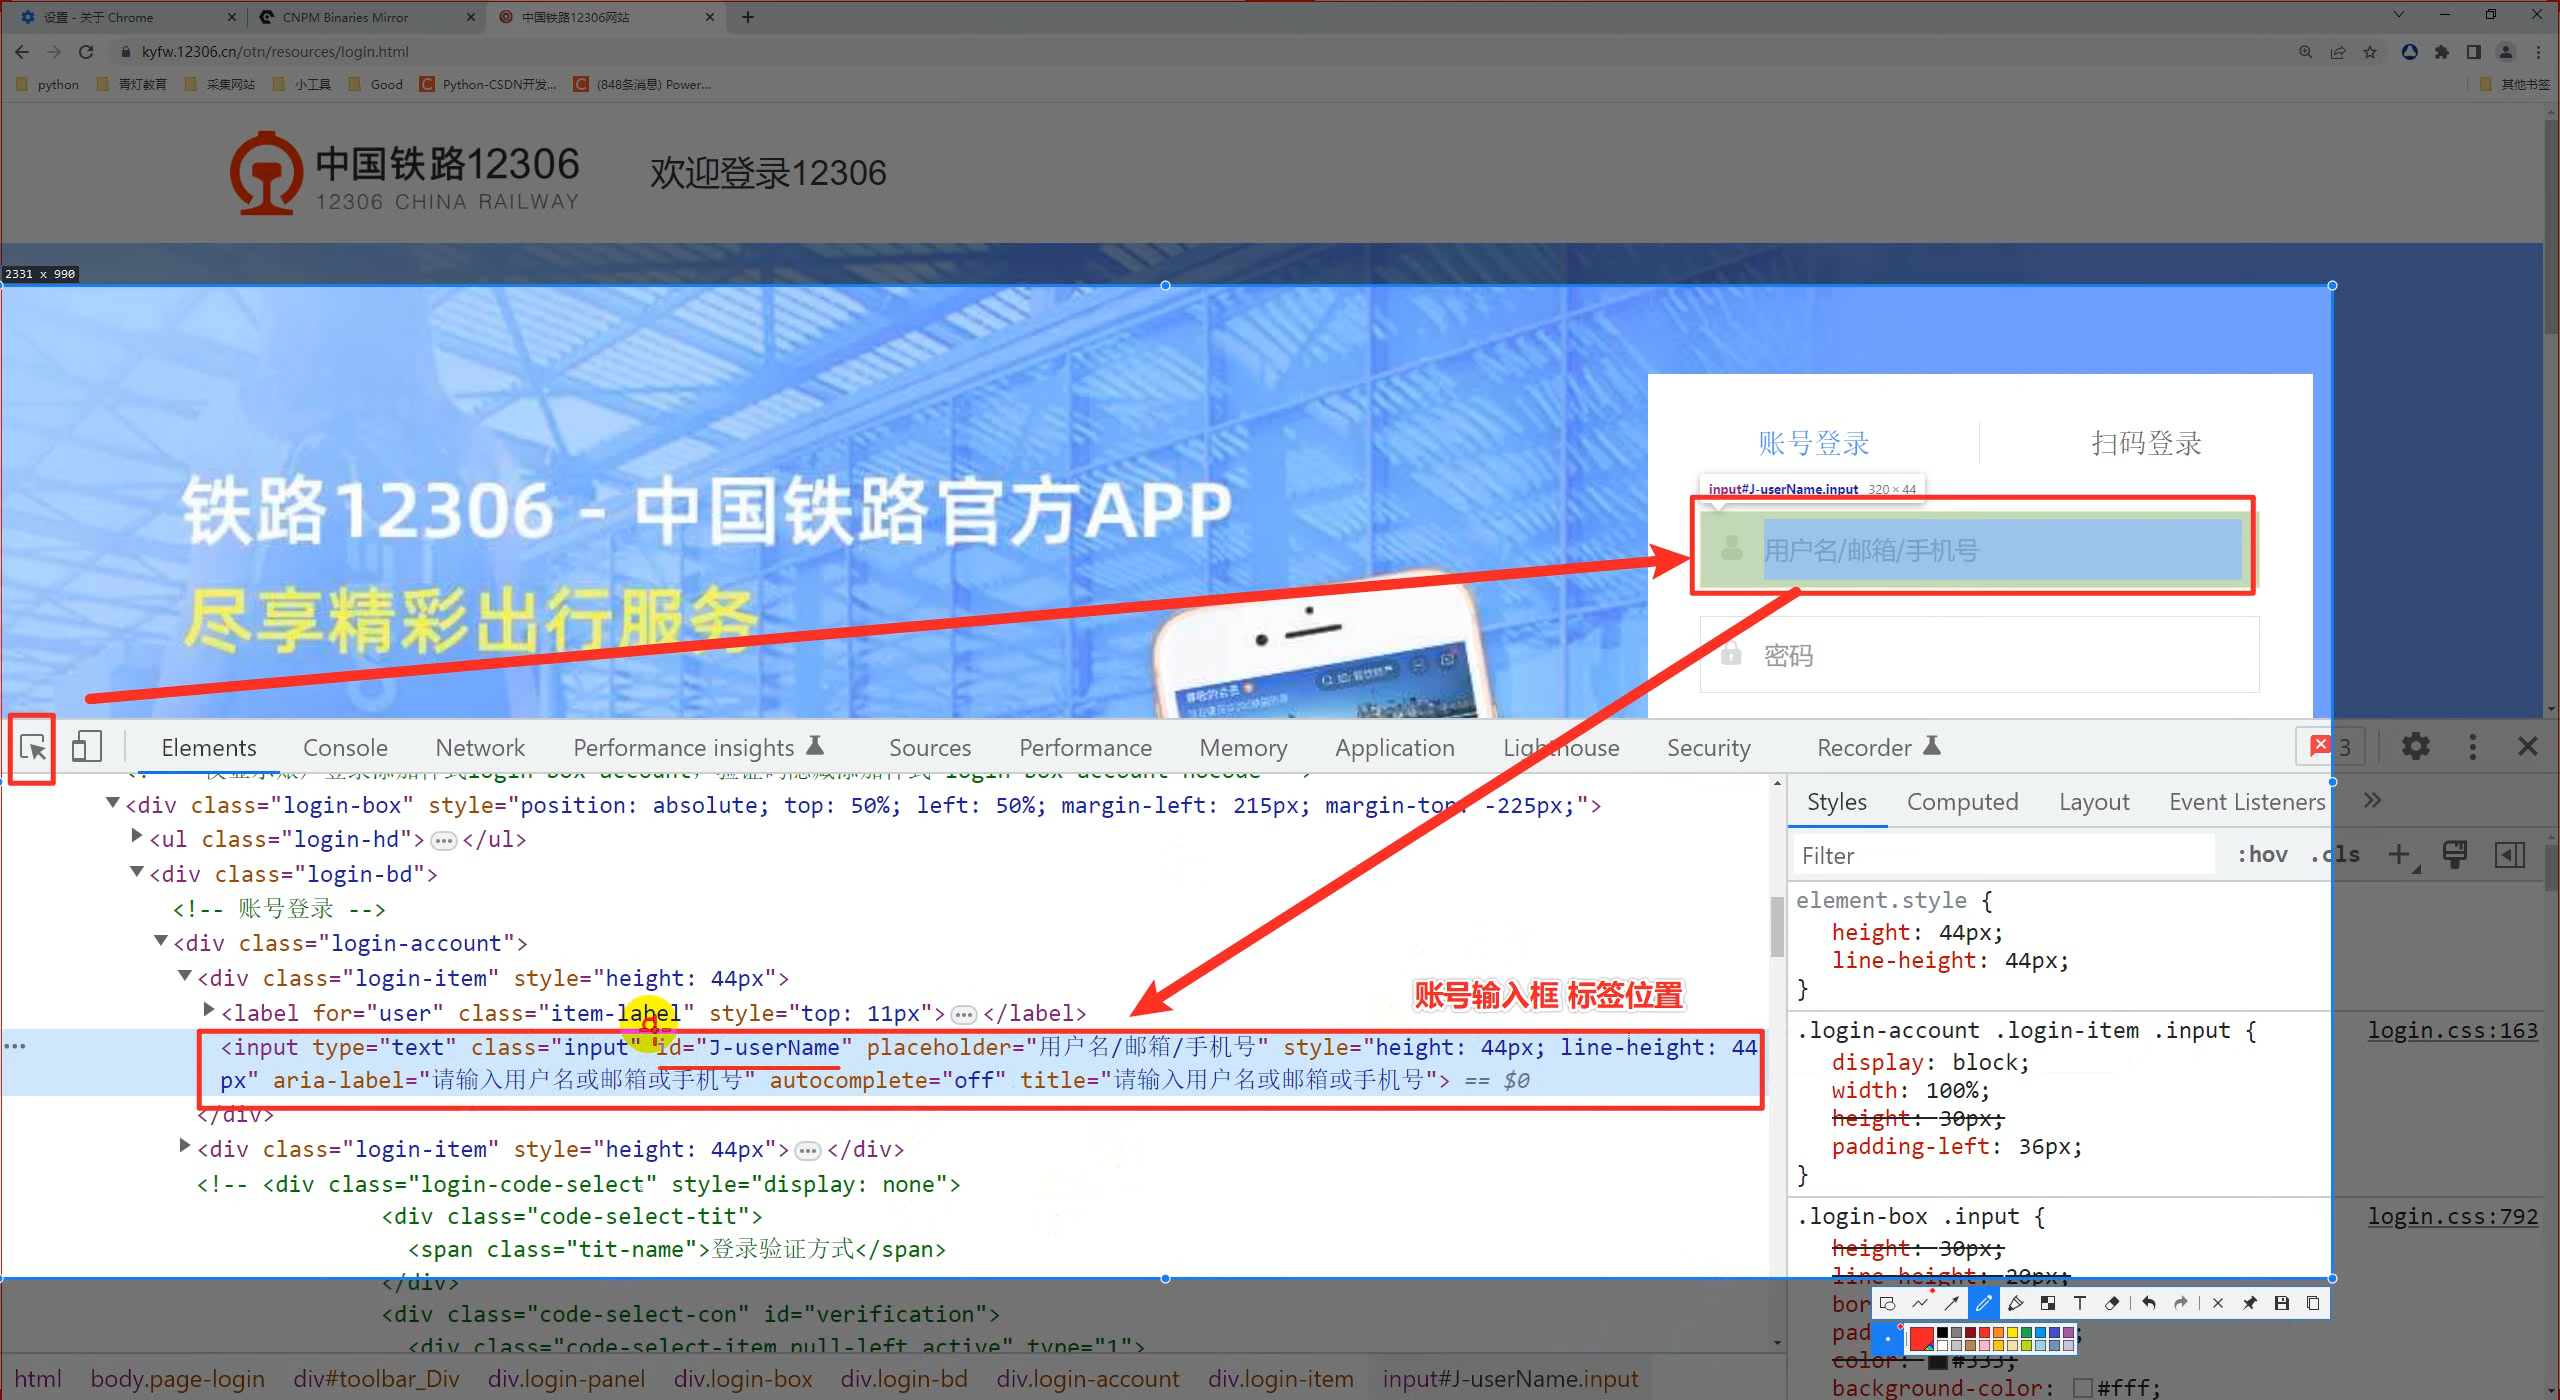 设置 - 关于 Chrome
CNPM Binaries Mirror
中国铁路12306网站
kyfw.12306.cn/otn/resources/login.html
python
青灯教育
采集网站
小工具
Good
Python-CSDN开发...
(848条消息) Power...
其他书签
中国铁路12306
12306 CHINA RAILWAY
欢迎登录12306
2331 x 990
铁路12306 - 中国铁路官方APP
尽享精彩出行服务
账号登录
扫码登录
input#J-userName.input 320 × 44
用户名/邮箱/手机号
密码
Elements
Console
Network
Performance insights
Sources
Performance
Memory
Application
Lighthouse
Security
Recorder
3
<div class="login-box" style="position: absolute; top: 50%; left: 50%; margin-left: 215px; margin-top: -225px;">
<ul class="login-hd"> … </ul>
<div class="login-bd">
<!-- 账号登录 -->
<div class="login-account">
<div class="login-item" style="height: 44px">
<label for="user" class="item-label" style="top: 11px"> … </label>
账号输入框 标签位置
<input type="text" class="input" id="J-userName" placeholder="用户名/邮箱/手机号" style="height: 44px; line-height: 44
px" aria-label="请输入用户名或邮箱或手机号" autocomplete="off" title="请输入用户名或邮箱或手机号"> == $0
</div>
<div class="login-item" style="height: 44px"> … </div>
<!-- <div class="login-code-select" style="display: none">
<div class="code-select-tit">
<span class="tit-name">登录验证方式</span>
</div>
<div class="code-select-con" id="verification">
<div class="code-select-item pull-left active" type="1">
html body.page-login div#toolbar_Div div.login-panel div.login-box div.login-bd div.login-account div.login-item input#J-userName.input
Styles
Computed
Layout
Event Listeners
Filter
:hov
.cls
element.style {
height: 44px;
line-height: 44px;
}
.login-account .login-item .input {
login.css:163
display: block;
width: 100%;
height: 30px;
padding-left: 36px;
}
.login-box .input {
login.css:792
height: 30px;
line-height: 20px;
color: #333;
background-color: #fff;